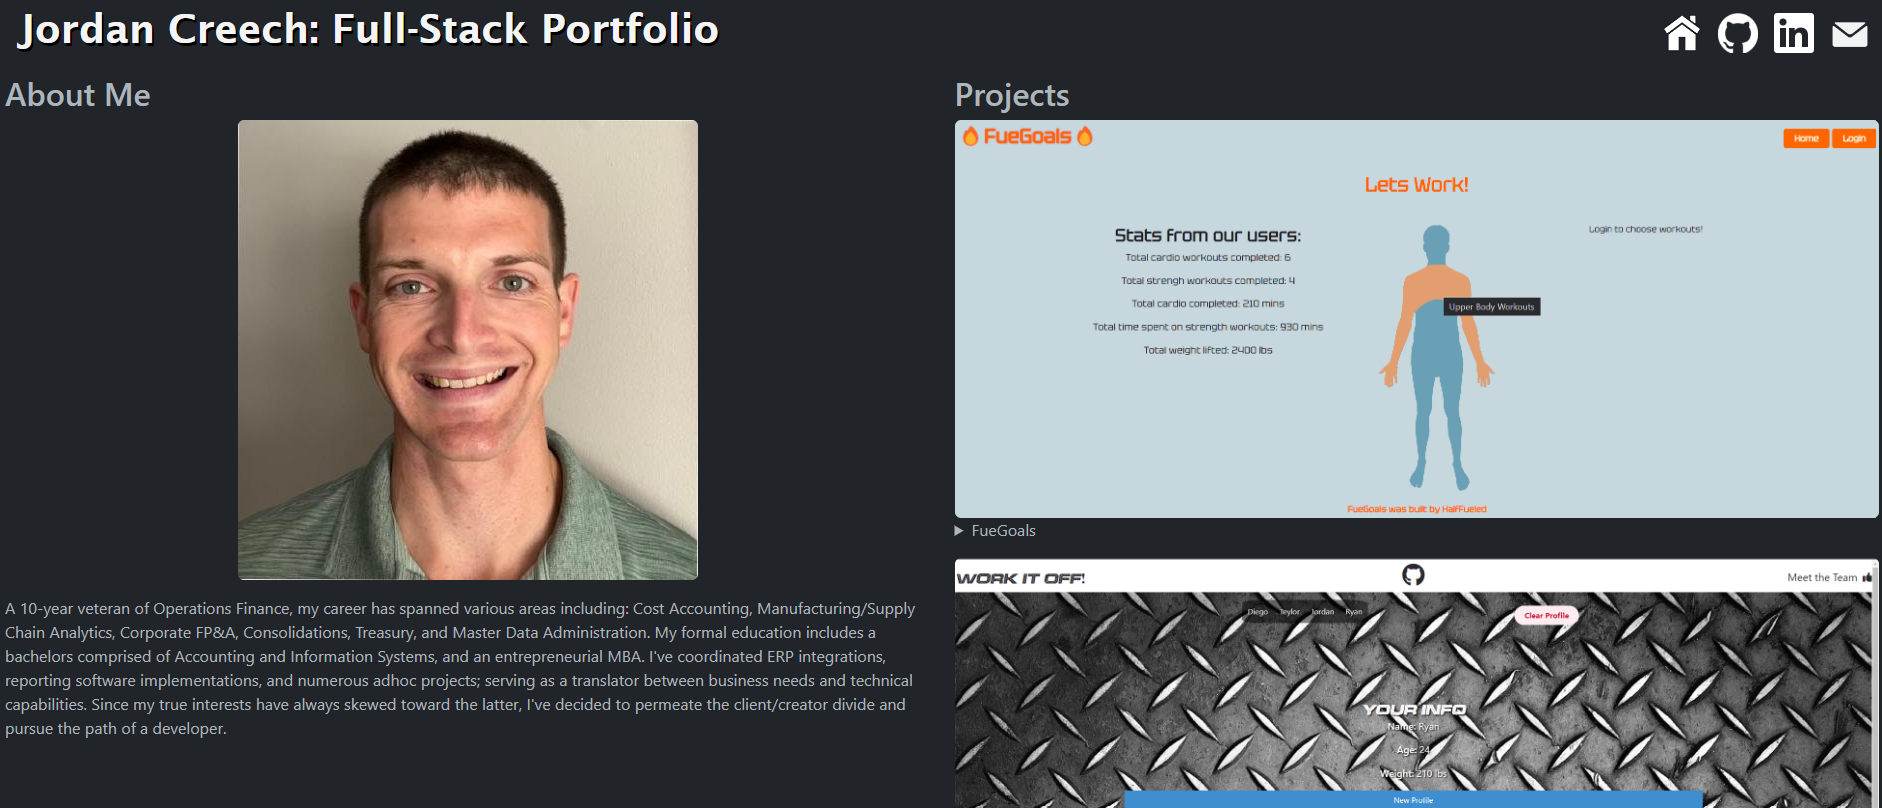 Jordan Creech: Full-Stack Portfolio
About Me
A 10-year veteran of Operations Finance, my career has spanned various areas including: Cost Accounting, Manufacturing/Supply
Chain Analytics, Corporate FP&A, Consolidations, Treasury, and Master Data Administration. My formal education includes a
bachelors comprised of Accounting and Information Systems, and an entrepreneurial MBA. I've coordinated ERP integrations,
reporting software implementations, and numerous adhoc projects; serving as a translator between business needs and technical
capabilities. Since my true interests have always skewed toward the latter, I've decided to permeate the client/creator divide and
pursue the path of a developer.
Projects
FueGoals
Home Login
Lets Work!
Stats from our users:
Total cardio workouts completed: 6
Total strengh workouts completed: 4
Total cardio completed: 210 mins
Total time spent on strength workouts: 930 mins
Total weight lifted: 2400 lbs
Upper Body Workouts
Login to choose workouts!
FueGoals was built by HalfFueled
FueGoals
WORK IT OFF!
Meet the Team
Diego Teylor Jordan Ryan
Clear Profile
YOUR INFO
Name: Ryan
Age: 24
Weight: 210 lbs
New Profile